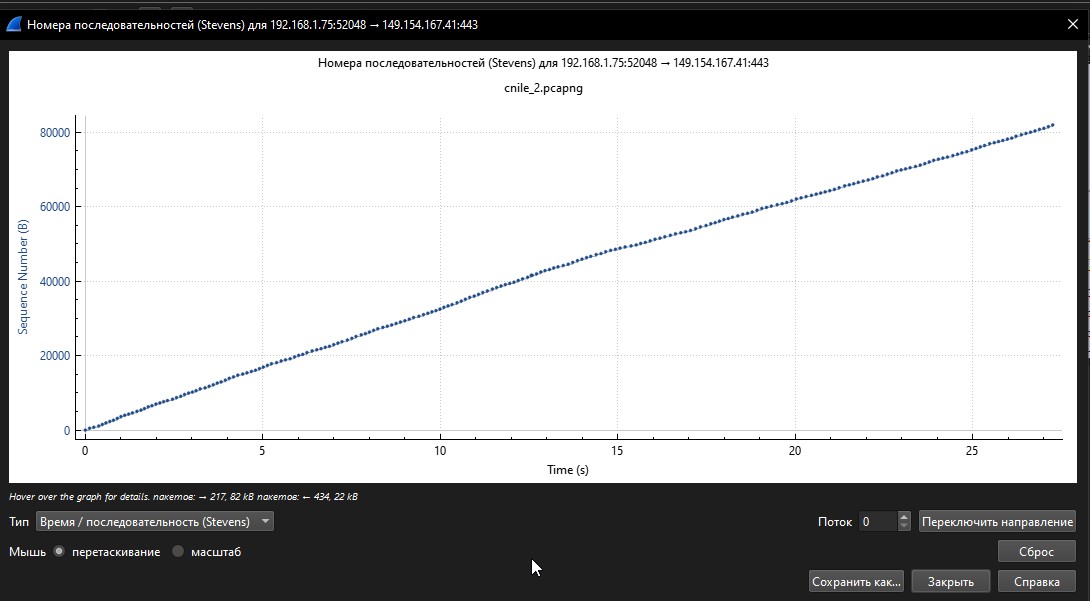 Номера последовательностей (Stevens) для 192.168.1.75:52048 → 149.154.167.41:443
Номера последовательностей (Stevens) для 192.168.1.75:52048 → 149.154.167.41:443
cnile_2.pcapng
Sequence Number (B)
80000
60000
40000
20000
0
0 5 10 15 20 25
Time (s)
Hover over the graph for details. пакетов: → 217, 82 kB пакетов: ← 434, 22 kB
Тип Время / последовательность (Stevens) Поток 0 Переключить направление
Мышь перетаскивание масштаб Сброс
Сохранить как... Закрыть Справка